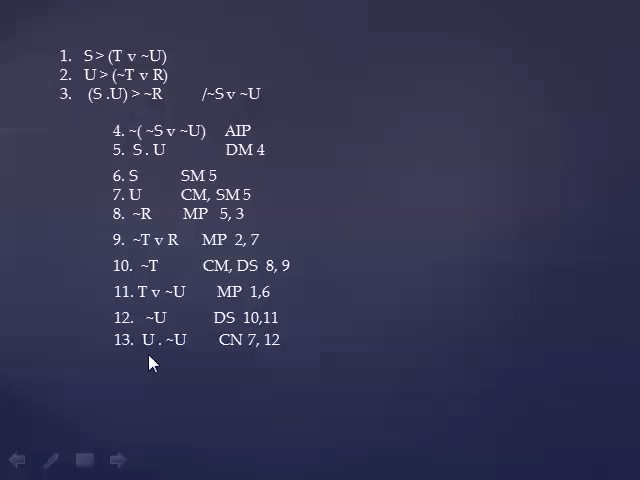 1. S > (T v ~U)
2. U > (~T v R)
3. (S .U) > ~R /~S v ~U
4. ~( ~S v ~U) AIP
5. S . U DM 4
6. S SM 5
7. U CM, SM 5
8. ~R MP 5, 3
9. ~T v R MP 2, 7
10. ~T CM, DS 8, 9
11. T v ~U MP 1,6
12. ~U DS 10,11
13. U . ~U CN 7, 12